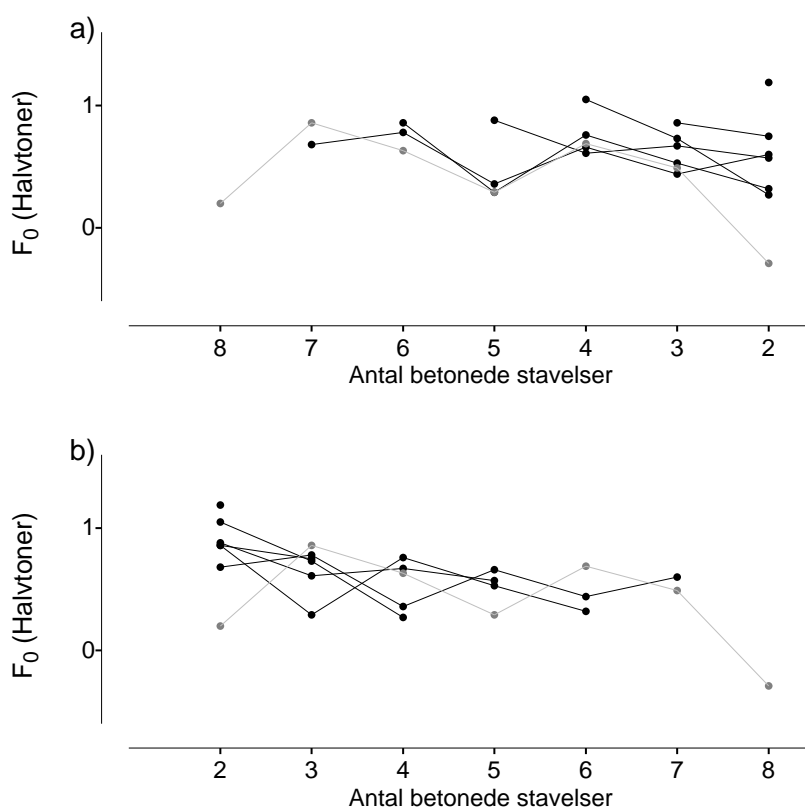 a)
F0 (Halvtoner)
1
0
8 7 6 5 4 3 2
Antal betonede stavelser
b)
F0 (Halvtoner)
1
0
2 3 4 5 6 7 8
Antal betonede stavelser